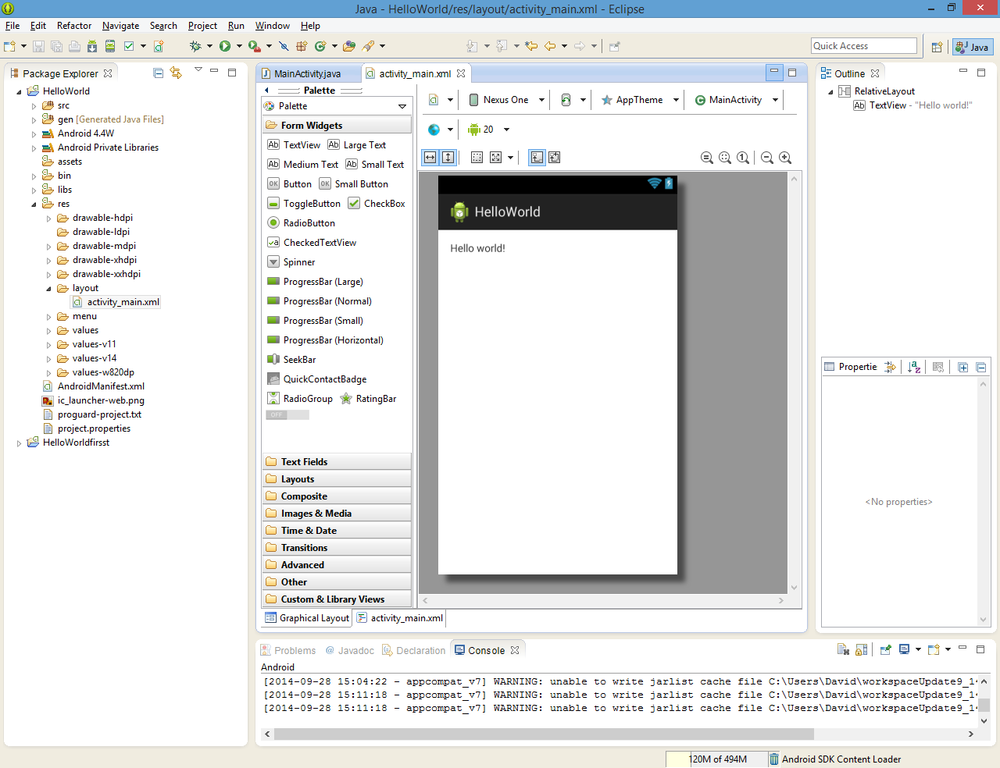 Java - HelloWorld/res/layout/activity_main.xml - Eclipse
File Edit Refactor Navigate Search Project Run Window Help
Quick Access
Java
Package Explorer
HelloWorld
src
gen [Generated Java Files]
Android 4.4W
Android Private Libraries
assets
bin
libs
res
drawable-hdpi
drawable-ldpi
drawable-mdpi
drawable-xhdpi
drawable-xxhdpi
layout
activity_main.xml
menu
values
values-v11
values-v14
values-w820dp
AndroidManifest.xml
ic_launcher-web.png
proguard-project.txt
project.properties
HelloWorldfirsst
MainActivity.java
activity_main.xml
Palette
Palette
Form Widgets
Ab TextView Ab Large Text
Ab Medium Text Ab Small Text
OK Button OK Small Button
ToggleButton CheckBox
RadioButton
CheckedTextView
Spinner
ProgressBar (Large)
ProgressBar (Normal)
ProgressBar (Small)
ProgressBar (Horizontal)
SeekBar
QuickContactBadge
RadioGroup RatingBar
OFF
Text Fields
Layouts
Composite
Images & Media
Time & Date
Transitions
Advanced
Other
Custom & Library Views
Graphical Layout
activity_main.xml
Nexus One
AppTheme
MainActivity
20
HelloWorld
Hello world!
Outline
RelativeLayout
Ab TextView - "Hello world!"
Propertie
<No properties>
Problems @ Javadoc Declaration Console
Android
[2014-09-28 15:04:22 - appcompat_v7] WARNING: unable to write jarlist cache file C:\Users\David\workspaceUpdate9_14
[2014-09-28 15:11:18 - appcompat_v7] WARNING: unable to write jarlist cache file C:\Users\David\workspaceUpdate9_14
[2014-09-28 15:11:18 - appcompat_v7] WARNING: unable to write jarlist cache file C:\Users\David\workspaceUpdate9_14
120M of 494M
Android SDK Content Loader